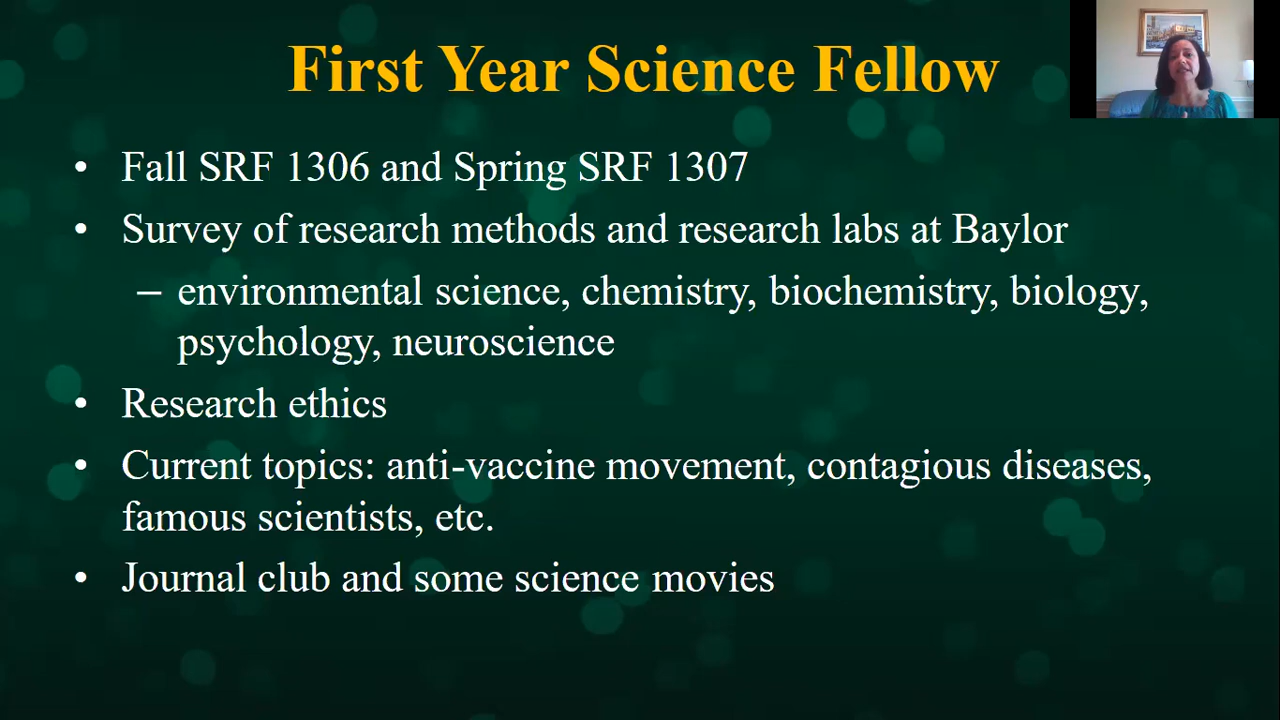 First Year Science Fellow
• Fall SRF 1306 and Spring SRF 1307
• Survey of research methods and research labs at Baylor
– environmental science, chemistry, biochemistry, biology,
psychology, neuroscience
• Research ethics
• Current topics: anti-vaccine movement, contagious diseases,
famous scientists, etc.
• Journal club and some science movies